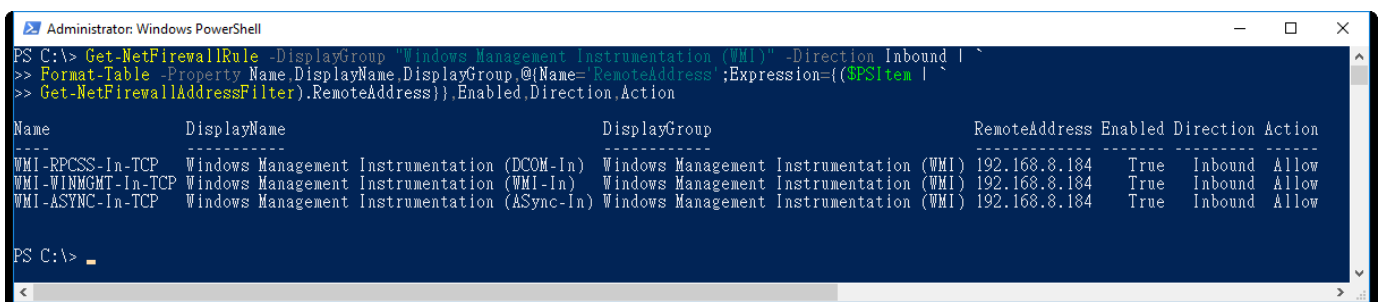 Administrator: Windows PowerShell
PS C:\> Get-NetFirewallRule -DisplayGroup "Windows Management Instrumentation (WMI)" -Direction Inbound | `
>> Format-Table -Property Name,DisplayName,DisplayGroup,@{Name='RemoteAddress';Expression={($PSItem | `
>> Get-NetFirewallAddressFilter).RemoteAddress}},Enabled,Direction,Action
Name DisplayName DisplayGroup RemoteAddress Enabled Direction Action
---- ----------- ------------ ------------- ------- --------- ------
WMI-RPCSS-In-TCP Windows Management Instrumentation (DCOM-In) Windows Management Instrumentation (WMI) 192.168.8.184 True Inbound Allow
WMI-WINMGMT-In-TCP Windows Management Instrumentation (WMI-In) Windows Management Instrumentation (WMI) 192.168.8.184 True Inbound Allow
WMI-ASYNC-In-TCP Windows Management Instrumentation (ASync-In) Windows Management Instrumentation (WMI) 192.168.8.184 True Inbound Allow
PS C:\> _